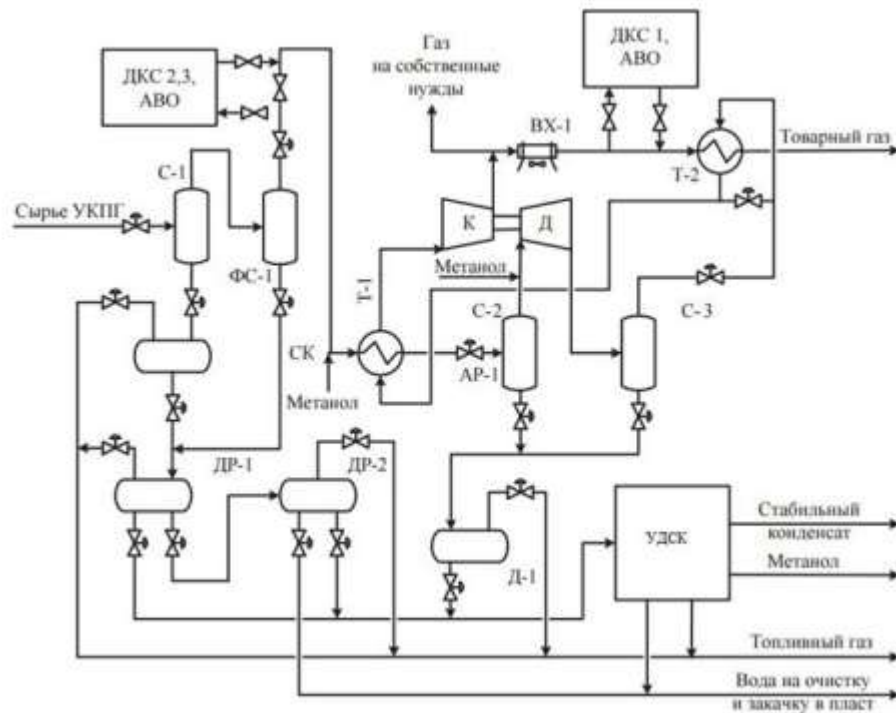 Газ
на собственные
нужды
ДКС 1,
АВО
ДКС 2,3,
АВО
ВХ-1
Товарный газ
С-1
Т-2
Сырье УКПГ
К
Д
ФС-1
Метанол
Т-1
С-2
С-3
СК
АР-1
Метанол
ДР-1
ДР-2
Стабильный
конденсат
УДСК
Метанол
Д-1
Топливный газ
Вода на очистку
и закачку в пласт